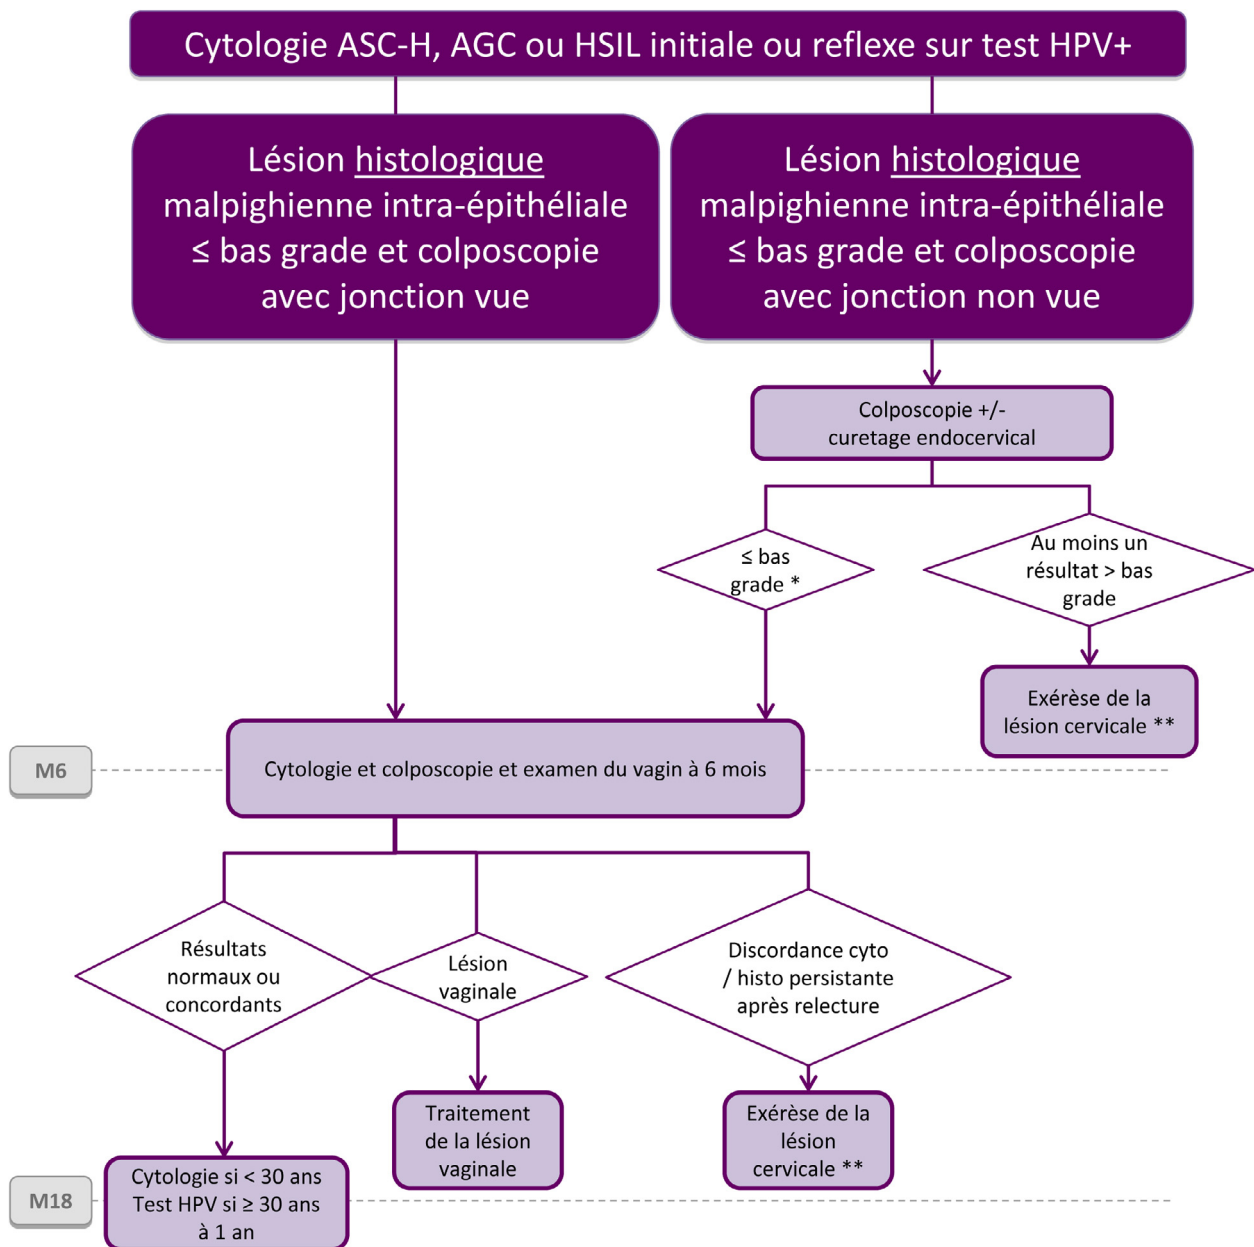 Cytologie ASC-H, AGC ou HSIL initiale ou reflexe sur test HPV+
Lésion histologique
malpighienne intra-épithéliale
≤ bas grade et colposcopie
avec jonction vue
Lésion histologique
malpighienne intra-épithéliale
≤ bas grade et colposcopie
avec jonction non vue
Colposcopie +/-
curetage endocervical
≤ bas
grade *
Au moins un
résultat > bas
grade
Exérèse de la
lésion cervicale **
M6
Cytologie et colposcopie et examen du vagin à 6 mois
Résultats
normaux ou
concordants
Lésion
vaginale
Discordance cyto
/ histo persistante
après relecture
Traitement
de la lésion
vaginale
Exérèse de la
lésion
cervicale **
M18
Cytologie si < 30 ans
Test HPV si ≥ 30 ans
à 1 an